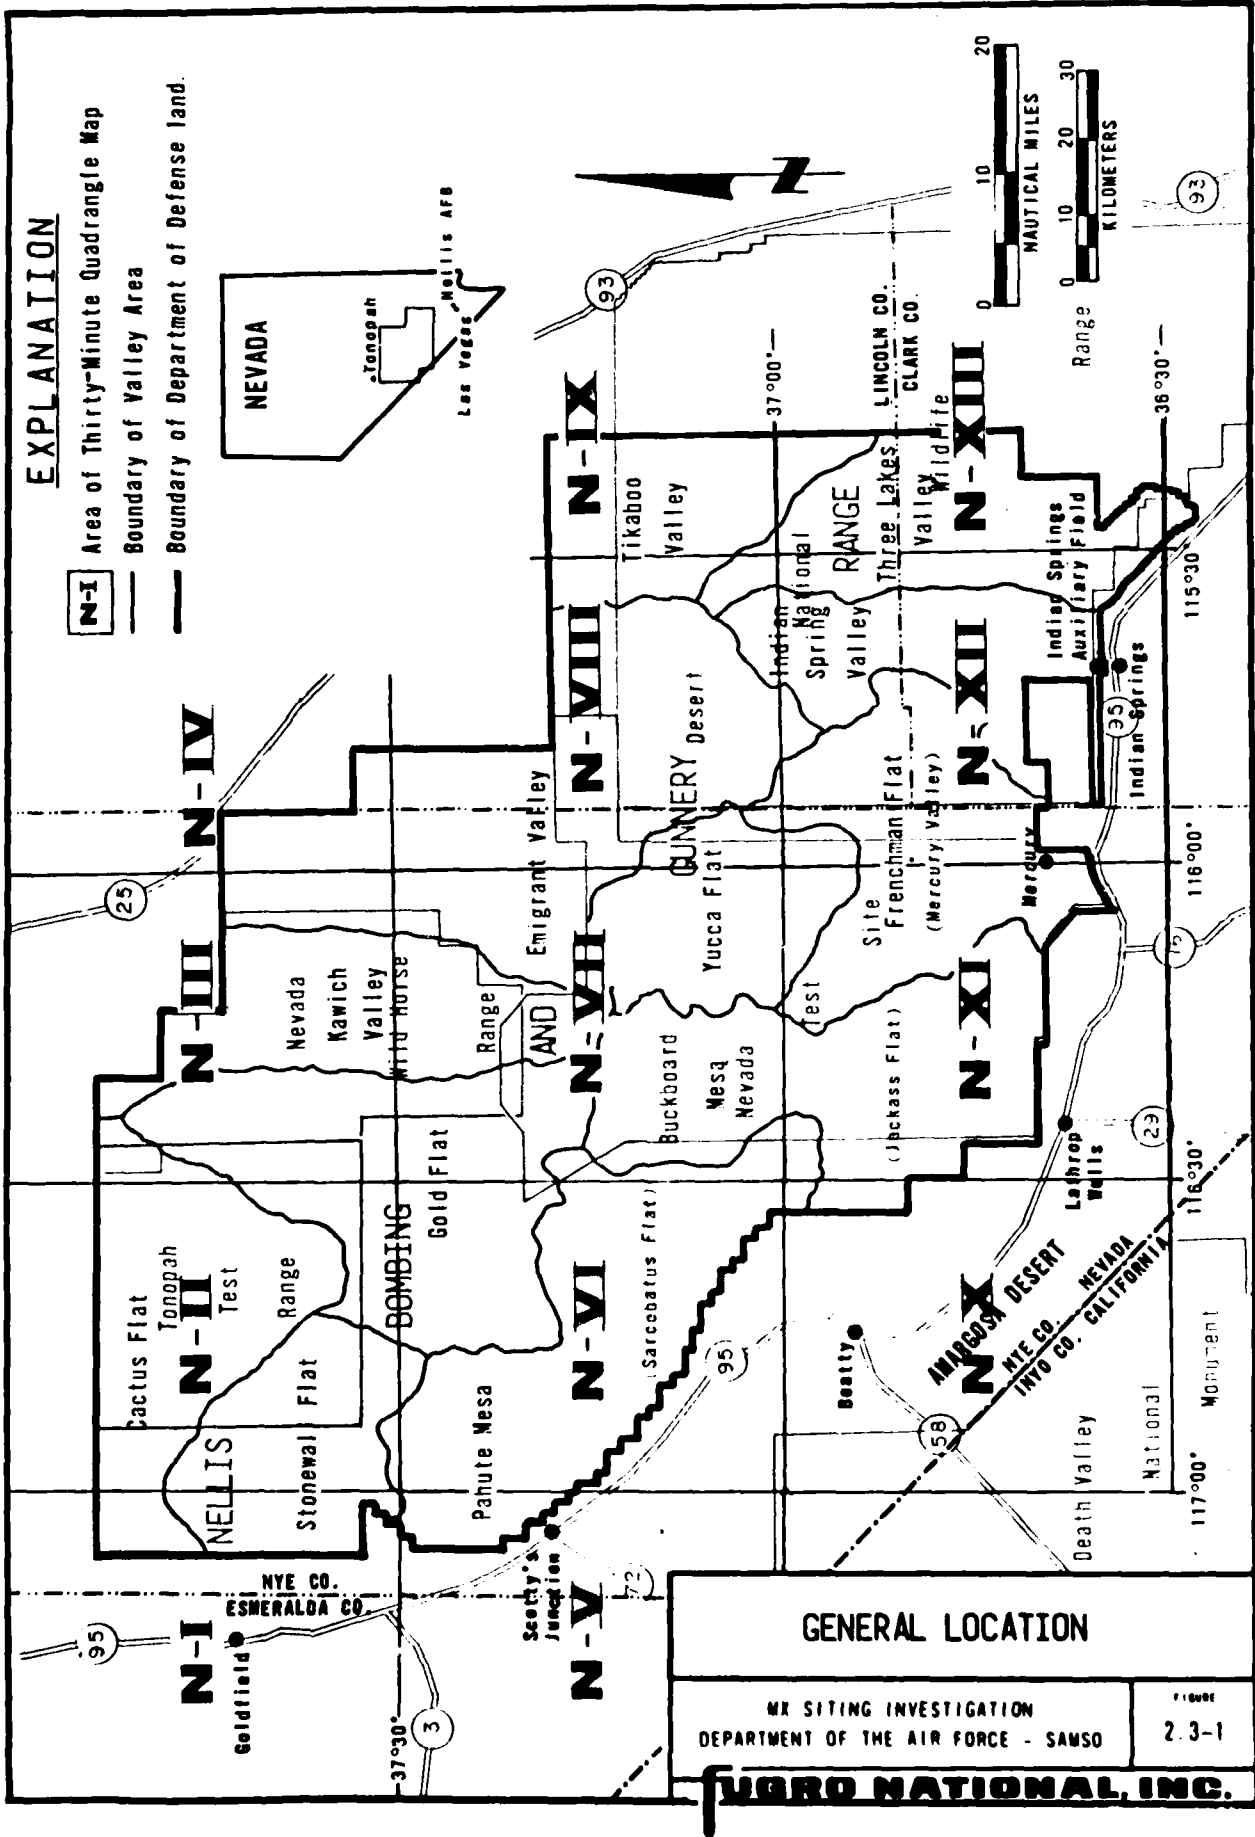 EXPLANATION
N-I Area of Thirty-Minute Quadrangle Map
Boundary of Valley Area
Boundary of Department of Defense land.
NEVADA
Tonopah
Nellis AFB
Las Vegas
N
0 10 20
NAUTICAL MILES
0 10 20 30
KILOMETERS
N-I
N-II
N-III
N-IV
N-V
N-VI
N-VII
N-VIII
N-IX
N-X
N-XI
N-XII
N-XIII
95
Goldfield
NYE CO.
ESMERALDA CO.
3
37°30'
25
NELLIS
BOMBING
AND
GUNNERY
RANGE
Cactus Flat
Tonopah
Test
Range
Stonewall Flat
Nevada
Kawich
Valley
Wild Horse
Range
Gold Flat
Pahute Mesa
Emigrant Valley
Tikaboo
Valley
Scotty's
Junction
72
(Sarcobatus Flat)
Buckboard
Mesa
Nevada
Test
Site
Yucca Flat
Desert
National
Wildlife
Range
Indian
Spring
Valley
Three Lakes
Valley
Frenchman Flat
(Mercury Valley)
(Jackass Flat)
93
37°00'
LINCOLN CO.
CLARK CO.
93
36°30'
95
Beatty
58
AMARGOSA DESERT
NYE CO. NEVADA
INYO CO. CALIFORNIA
Death Valley
National
Monument
Lathrop
Wells
29
Mercury
95
Indian Springs
Indian Springs
Auxiliary Field
117°00'
116°30'
116°00'
115°30'
GENERAL LOCATION
MX SITING INVESTIGATION
DEPARTMENT OF THE AIR FORCE - SAMSO
FIGURE
2.3-1
FUGRO NATIONAL, INC.